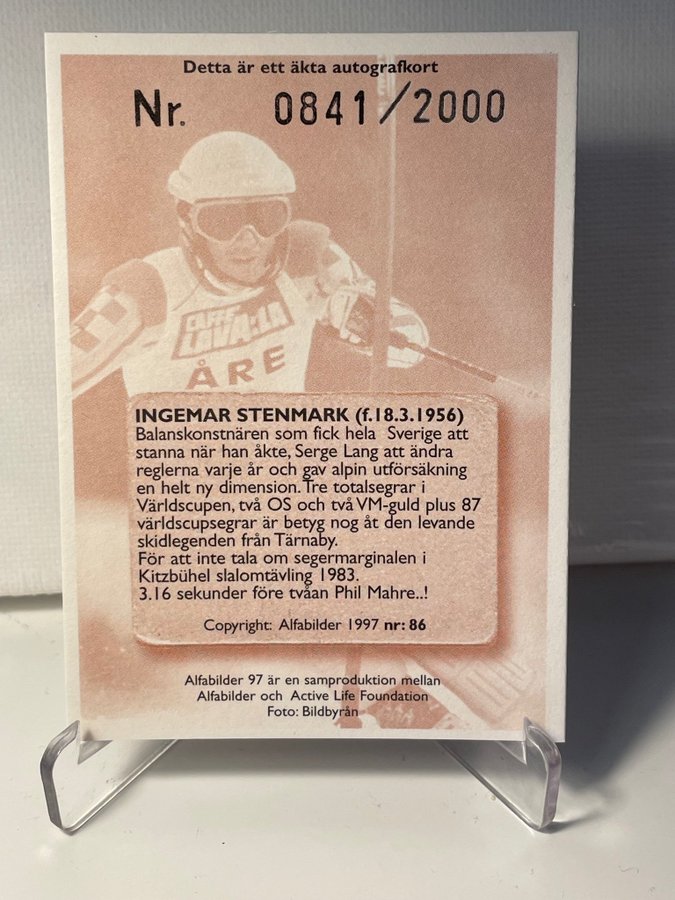 Detta är ett äkta autografkort
Nr. 0841/2000
CAFFE
LAVA:LA
ÅRE
INGEMAR STENMARK (f.18.3.1956)
Balanskonstnären som fick hela Sverige att
stanna när han åkte, Serge Lang att ändra
reglerna varje år och gav alpin utförsåkning
en helt ny dimension. Tre totalsegrar i
Världscupen, två OS och två VM-guld plus 87
världscupsegrar är betyg nog åt den levande
skidlegenden från Tärnaby.
För att inte tala om segermarginalen i
Kitzbühel slalomtävling 1983.
3.16 sekunder före tvåan Phil Mahre..!
Copyright: Alfabilder 1997 nr: 86
Alfabilder 97 är en samproduktion mellan
Alfabilder och Active Life Foundation
Foto: Bildbyrån